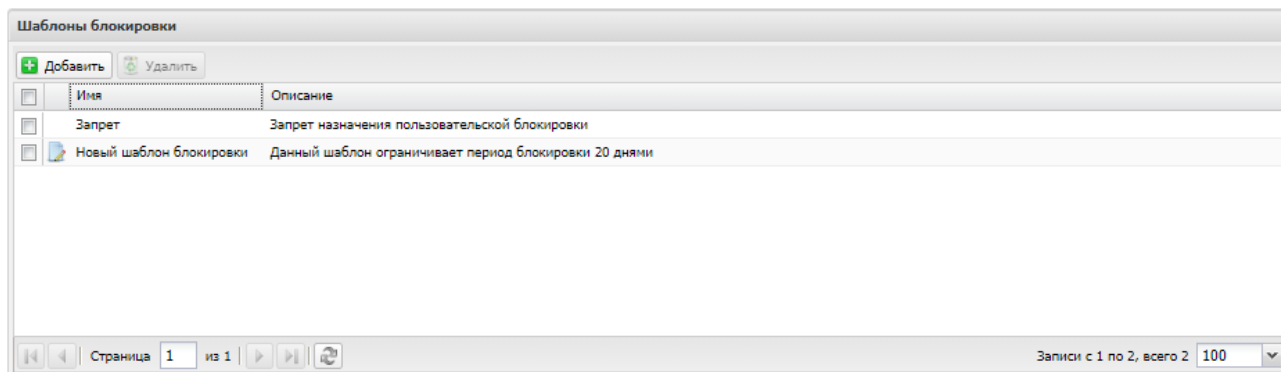 Шаблоны блокировки
Добавить Удалить
Имя Описание
Запрет Запрет назначения пользовательской блокировки
Новый шаблон блокировки Данный шаблон ограничивает период блокировки 20 днями
Страница 1 из 1 Записи с 1 по 2, всего 2 100